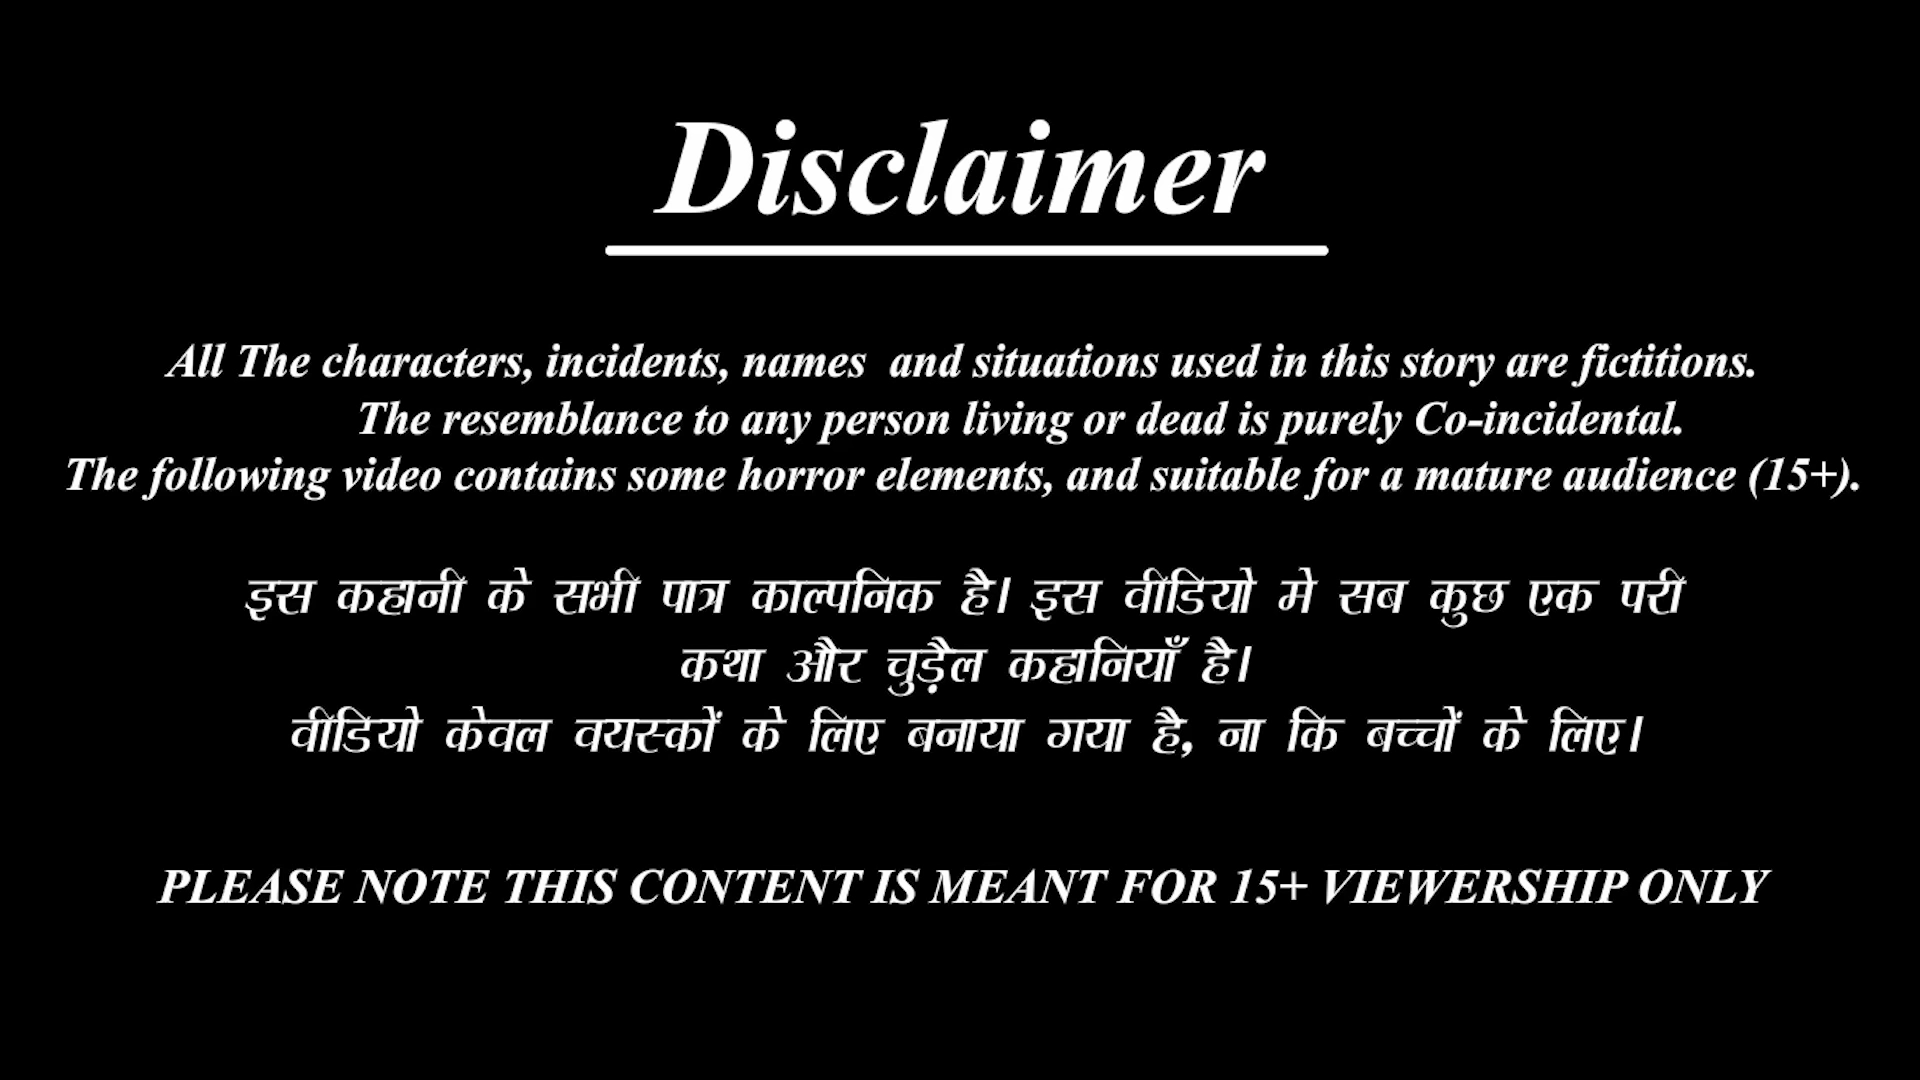 Disclaimer
All The characters, incidents, names and situations used in this story are fictitions.
The resemblance to any person living or dead is purely Co-incidental.
The following video contains some horror elements, and suitable for a mature audience (15+).
इस कहानी के सभी पात्र काल्पनिक है। इस वीडियो मे सब कुछ एक परी
कथा और चुड़ैल कहानियाँ है।
वीडियो केवल वयस्कों के लिए बनाया गया है, ना कि बच्चों के लिए।
PLEASE NOTE THIS CONTENT IS MEANT FOR 15+ VIEWERSHIP ONLY